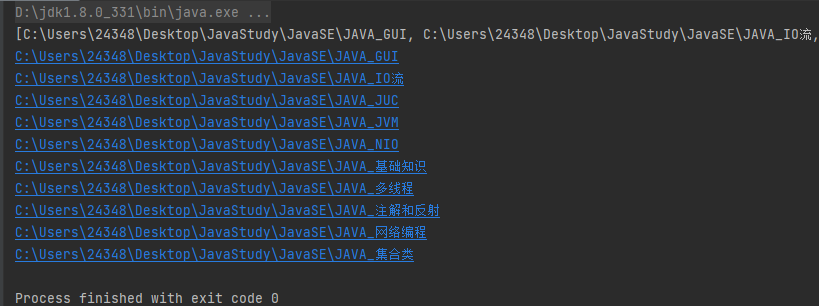 D:\jdk1.8.0_331\bin\java.exe ...
[C:\Users\24348\Desktop\JavaStudy\JavaSE\JAVA_GUI, C:\Users\24348\Desktop\JavaStudy\JavaSE\JAVA_IO流,
C:\Users\24348\Desktop\JavaStudy\JavaSE\JAVA_GUI
C:\Users\24348\Desktop\JavaStudy\JavaSE\JAVA_IO流
C:\Users\24348\Desktop\JavaStudy\JavaSE\JAVA_JUC
C:\Users\24348\Desktop\JavaStudy\JavaSE\JAVA_JVM
C:\Users\24348\Desktop\JavaStudy\JavaSE\JAVA_NIO
C:\Users\24348\Desktop\JavaStudy\JavaSE\JAVA_基础知识
C:\Users\24348\Desktop\JavaStudy\JavaSE\JAVA_多线程
C:\Users\24348\Desktop\JavaStudy\JavaSE\JAVA_注解和反射
C:\Users\24348\Desktop\JavaStudy\JavaSE\JAVA_网络编程
C:\Users\24348\Desktop\JavaStudy\JavaSE\JAVA_集合类
Process finished with exit code 0